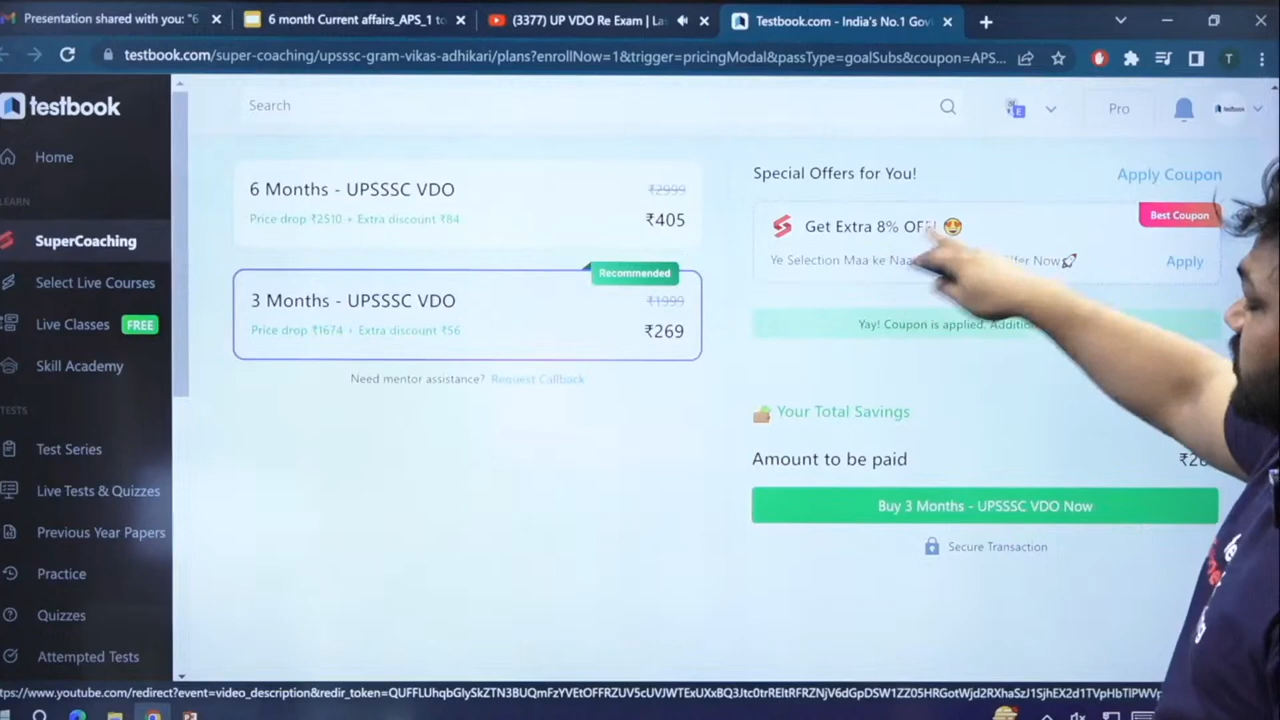 Presentation shared with you: "6
6 month Current affairs_APS_1 to
(3377) UP VDO Re Exam | La
Testbook.com - India's No.1 Gov
testbook.com/super-coaching/upsssc-gram-vikas-adhikari/plans?enrollNow=1&trigger=pricingModal&passType=goalSubs&coupon=APS...
T
testbook
Search
E
Pro
testbook
Home
LEARN
SuperCoaching
Select Live Courses
Live Classes FREE
Skill Academy
TESTS
Test Series
Live Tests & Quizzes
Previous Year Papers
Practice
Quizzes
Attempted Tests
6 Months - UPSSSC VDO ₹2999
Price drop ₹2510 + Extra discount ₹84 ₹405
Recommended
3 Months - UPSSSC VDO ₹1999
Price drop ₹1674 + Extra discount ₹56 ₹269
Need mentor assistance? Request Callback
Special Offers for You! Apply Coupon
Best Coupon
Get Extra 8% OFF!
Ye Selection Maa ke Now Apply
Yay! Coupon is applied.
Your Total Savings
Amount to be paid
Buy 3 Months - UPSSSC VDO Now
Secure Transaction